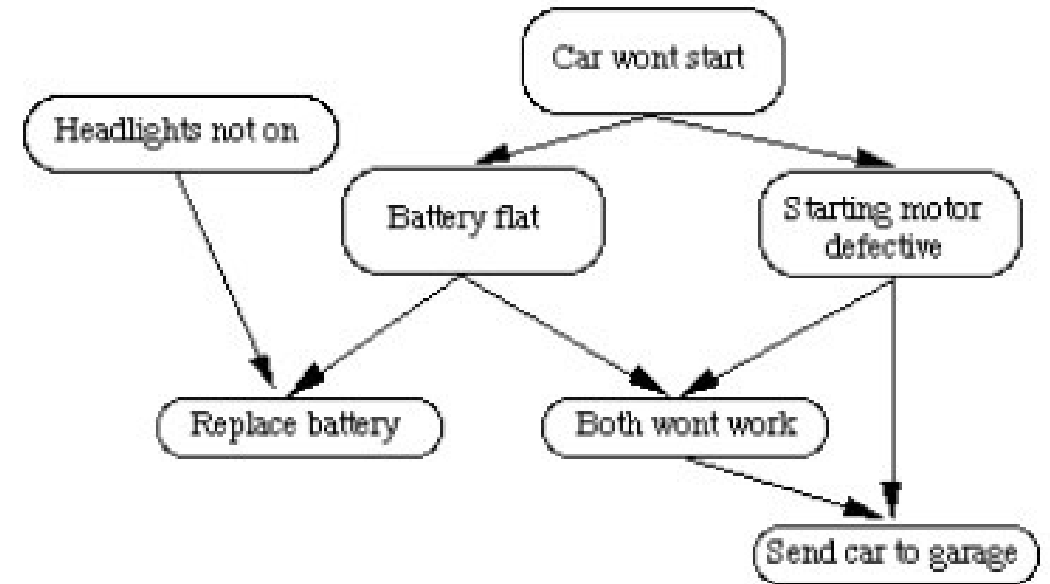 Car wont start
Headlights not on
Battery flat
Starting motor
defective
Replace battery
Both wont work
Send car to garage